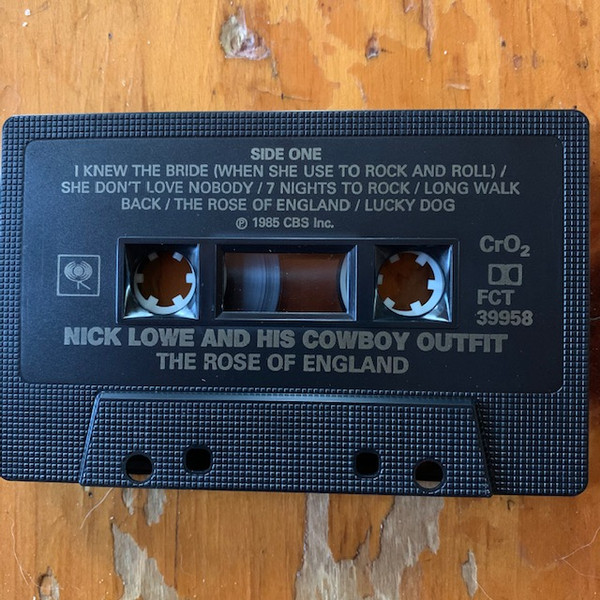 SIDE ONE
I KNEW THE BRIDE (WHEN SHE USE TO ROCK AND ROLL) /
SHE DON'T LOVE NOBODY / 7 NIGHTS TO ROCK / LONG WALK
BACK / THE ROSE OF ENGLAND / LUCKY DOG
℗ 1985 CBS Inc.
CrO₂
FCT
39958
NICK LOWE AND HIS COWBOY OUTFIT
THE ROSE OF ENGLAND